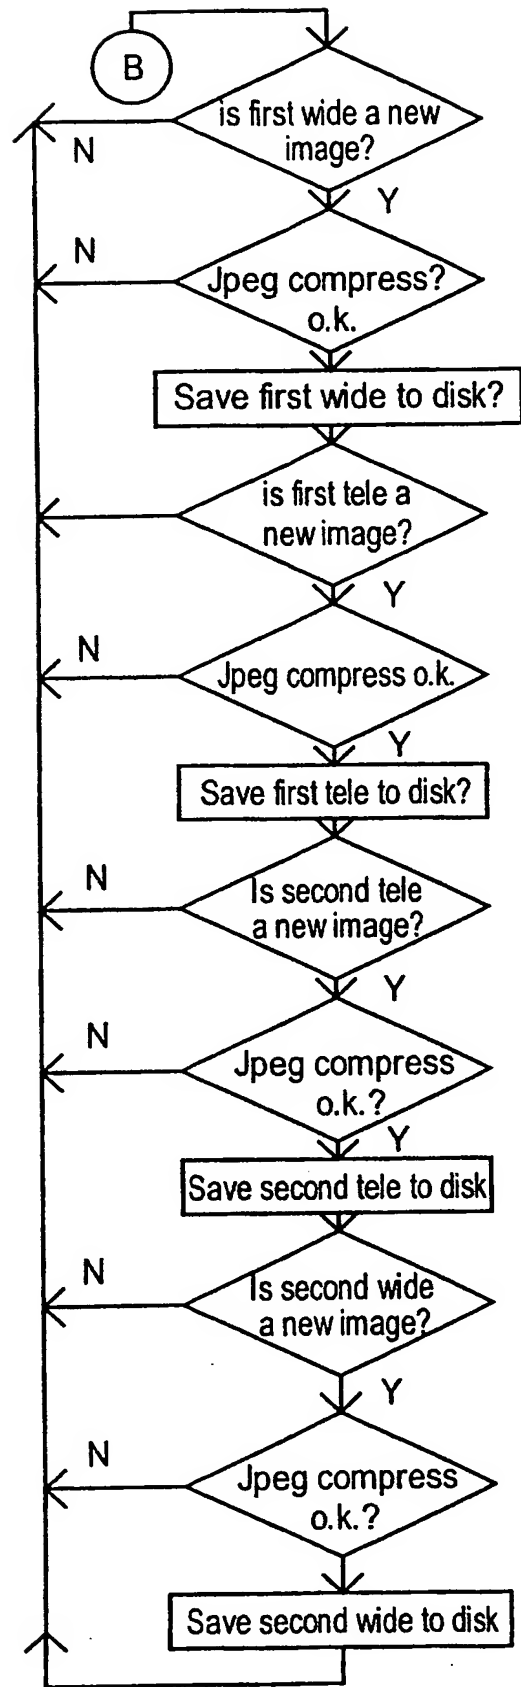 B
is first wide a new
image?
N
Y
N
Jpeg compress?
o.k.
Save first wide to disk?
is first tele a
new image?
Y
N
Jpeg compress o.k.
Y
Save first tele to disk?
N
Is second tele
a new image?
Y
N
Jpeg compress
o.k.?
Y
Save second tele to disk
N
Is second wide
a new image?
Y
N
Jpeg compress
o.k.?
Save second wide to disk